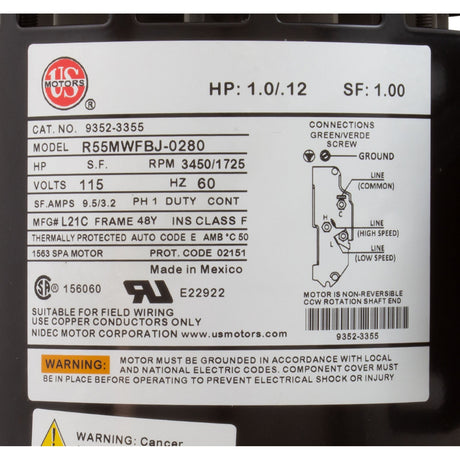 US
MOTORS
®
HP: 1.0/.12 SF: 1.00
CAT. NO. 9352-3355
MODEL R55MWFBJ-0280
HP S.F. RPM 3450/1725
VOLTS 115 HZ 60
SF.AMPS 9.5/3.2 PH 1 DUTY CONT
MFG# L21C FRAME 48Y INS CLASS F
THERMALLY PROTECTED AUTO CODE E AMB °C 50
1563 SPA MOTOR PROT. CODE 02151
Made in Mexico
SA ® 156060 RU E22922
SUITABLE FOR FIELD WIRING
USE COPPER CONDUCTORS ONLY
NIDEC MOTOR CORPORATION www.usmotors.com
CONNECTIONS
GREEN/VERDE
SCREW
GROUND
LINE
(COMMON)
C
H
LINE
(HIGH SPEED)
L
LINE
(LOW SPEED)
MOTOR IS NON-REVERSIBLE
CCW ROTATION SHAFT END
9352-3355
WARNING: MOTOR MUST BE GROUNDED IN ACCORDANCE WITH LOCAL
AND NATIONAL ELECTRIC CODES. COMPONENT COVER MUST
BE IN PLACE BEFORE OPERATING TO PREVENT ELECTRICAL SHOCK OR INJURY
WARNING: Cancer